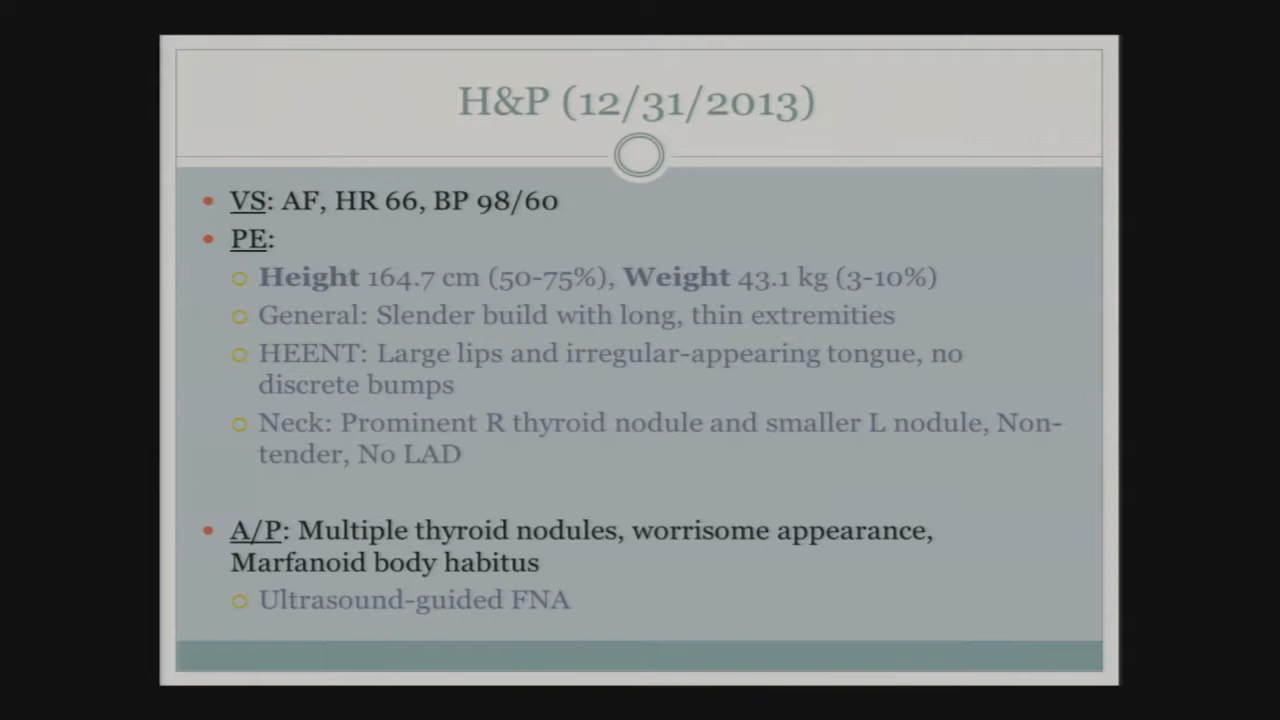 H&P (12/31/2013)
• VS: AF, HR 66, BP 98/60
• PE:
○ Height 164.7 cm (50-75%), Weight 43.1 kg (3-10%)
○ General: Slender build with long, thin extremities
○ HEENT: Large lips and irregular-appearing tongue, no
discrete bumps
○ Neck: Prominent R thyroid nodule and smaller L nodule, Non-
tender, No LAD
• A/P: Multiple thyroid nodules, worrisome appearance,
Marfanoid body habitus
○ Ultrasound-guided FNA